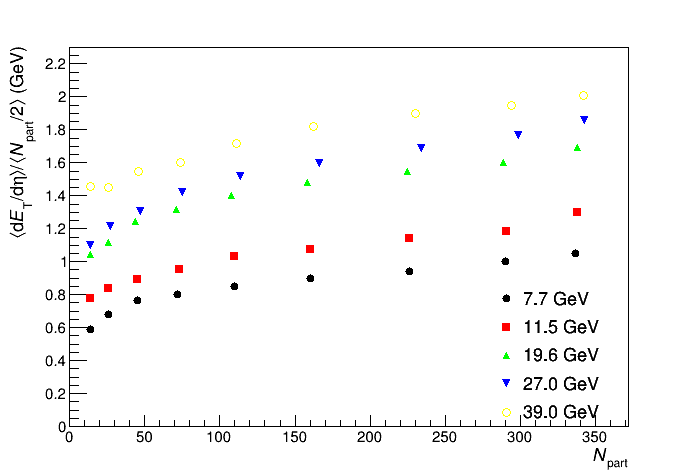 ⟨dE_T/dη⟩/⟨N_part/2⟩ (GeV)
2.2
2
1.8
1.6
1.4
1.2
1
0.8
0.6
0.4
0.2
0
7.7 GeV
11.5 GeV
19.6 GeV
27.0 GeV
39.0 GeV
0 50 100 150 200 250 300 350
N_part